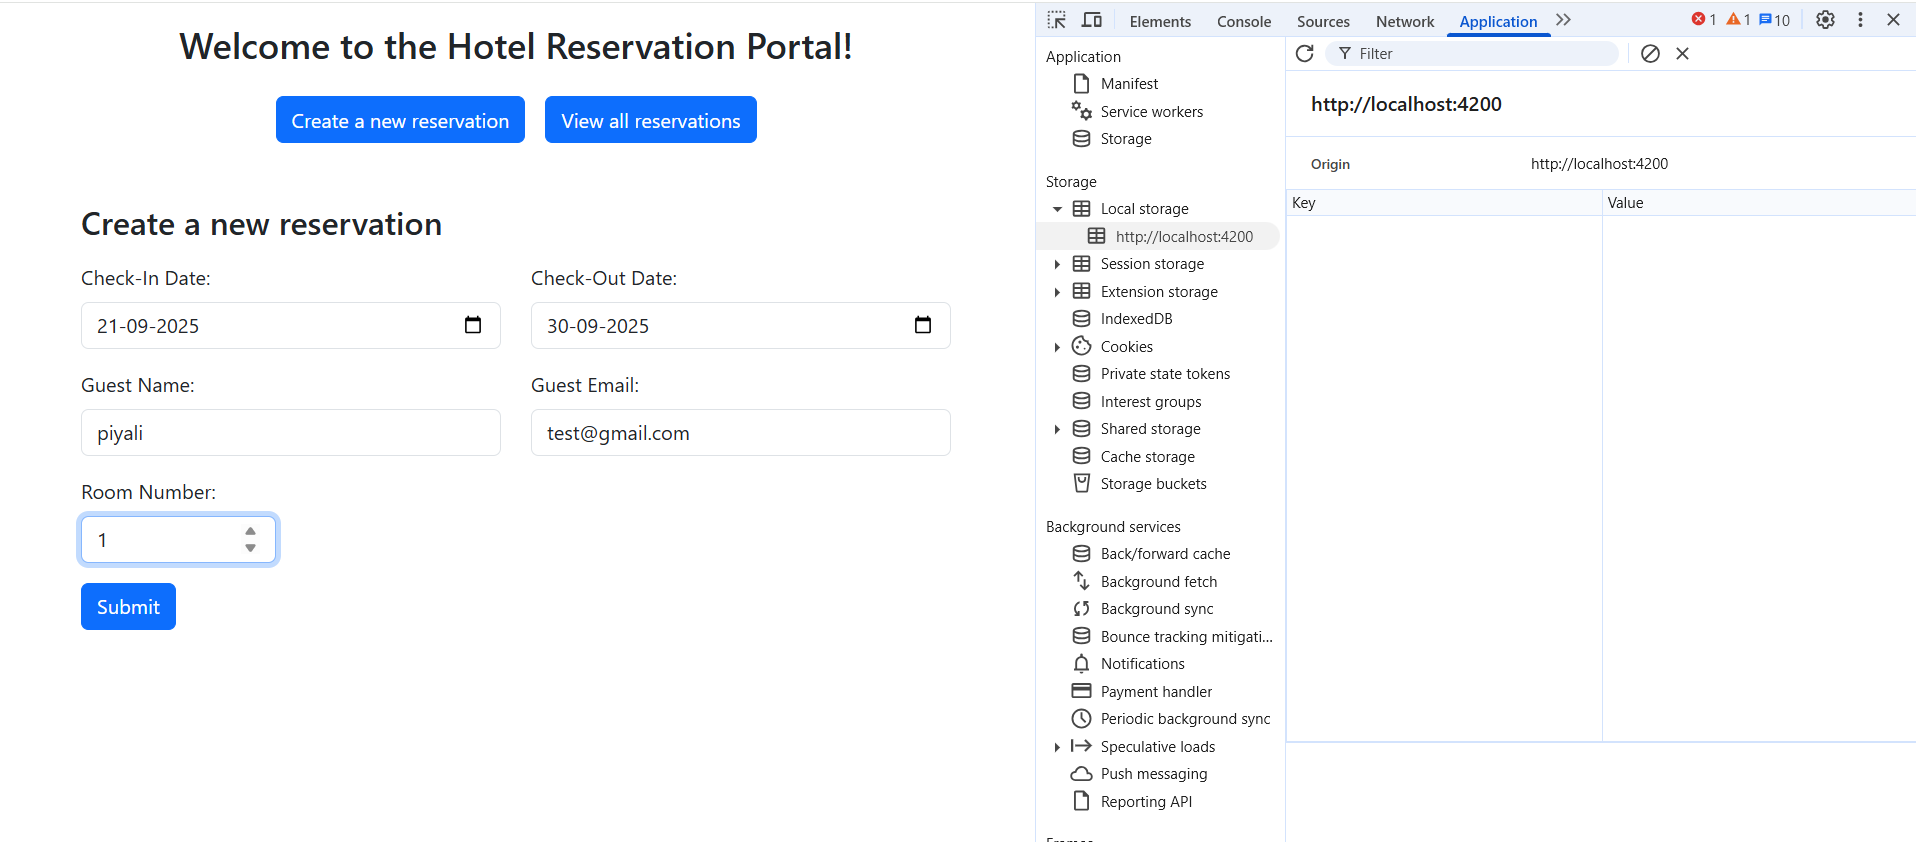 Welcome to the Hotel Reservation Portal!
Create a new reservation
View all reservations
Create a new reservation
Check-In Date:
Check-Out Date:
21-09-2025
30-09-2025
Guest Name:
Guest Email:
piyali
test@gmail.com
Room Number:
1
Submit
Elements Console Sources Network Application 1 1 10
Application
Manifest
Service workers
Storage
Storage
Local storage
http://localhost:4200
Session storage
Extension storage
IndexedDB
Cookies
Private state tokens
Interest groups
Shared storage
Cache storage
Storage buckets
Background services
Back/forward cache
Background fetch
Background sync
Bounce tracking mitigati...
Notifications
Payment handler
Periodic background sync
Speculative loads
Push messaging
Reporting API
Filter
http://localhost:4200
Origin http://localhost:4200
Key Value